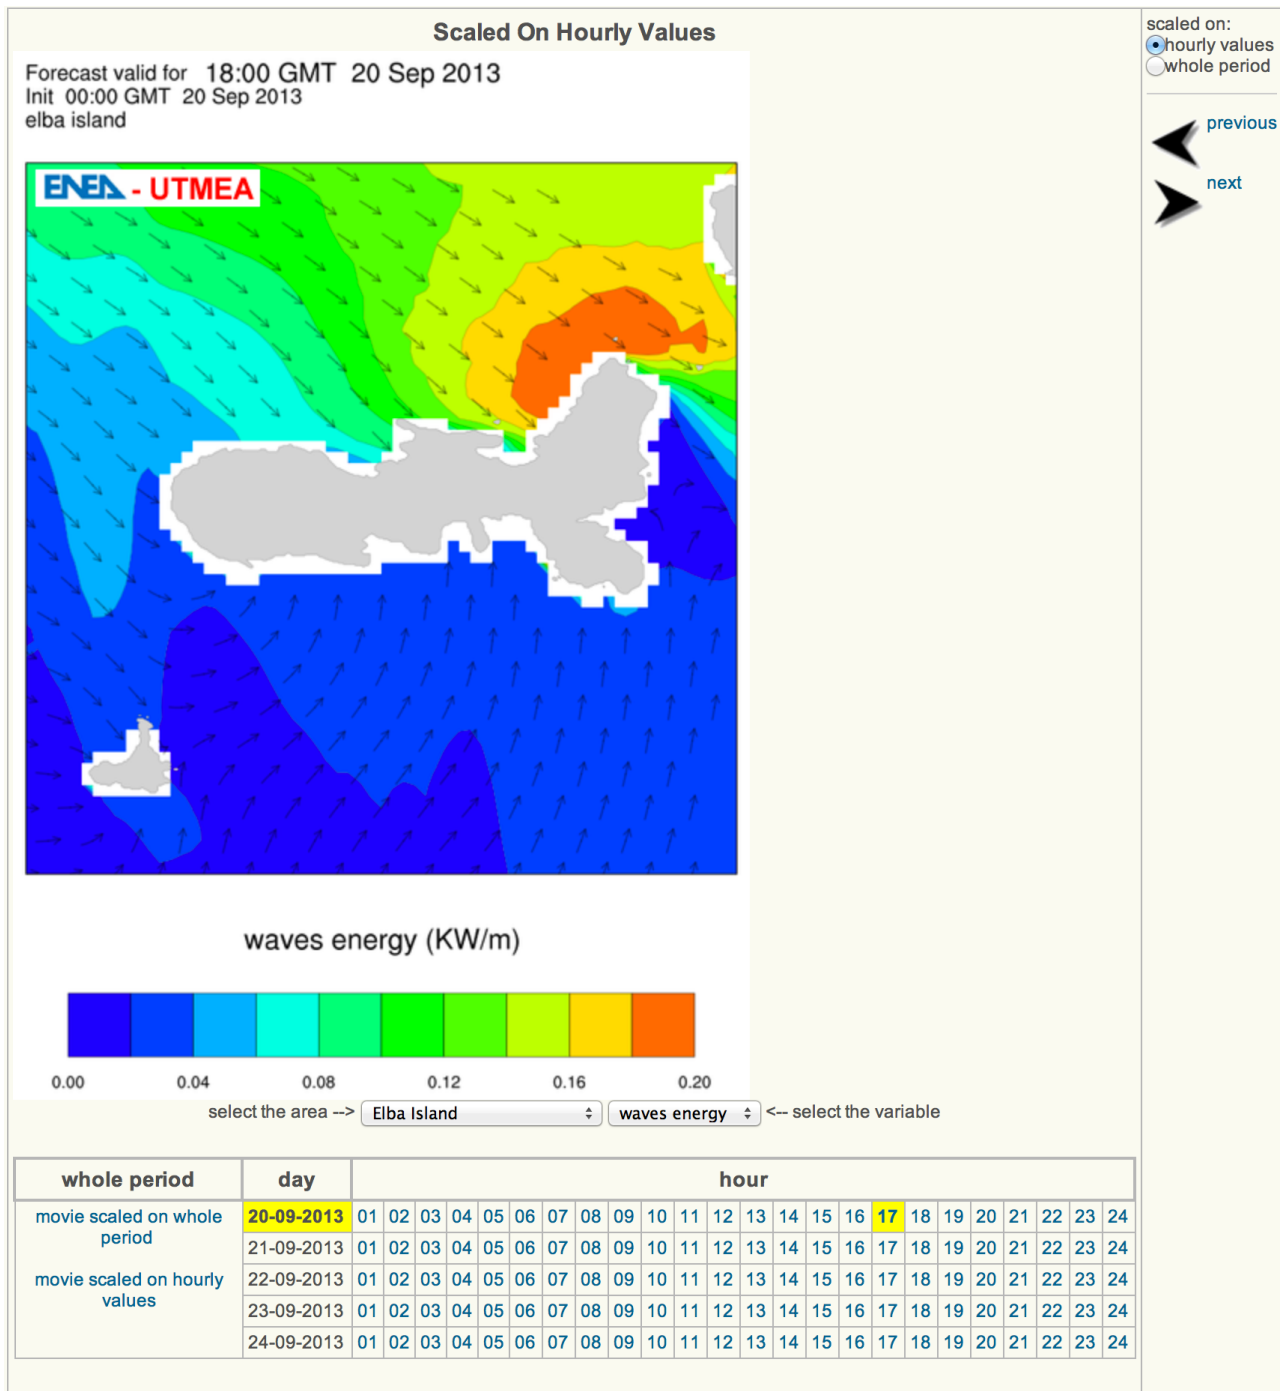 Scaled On Hourly Values
Forecast valid for 18:00 GMT 20 Sep 2013
Init 00:00 GMT 20 Sep 2013
elba island
ENEA - UTMEA
waves energy (KW/m)
0.00 0.04 0.08 0.12 0.16 0.20
select the area --> Elba Island waves energy <-- select the variable
whole period day hour
movie scaled on whole period
movie scaled on hourly values
20-09-2013 01 02 03 04 05 06 07 08 09 10 11 12 13 14 15 16 17 18 19 20 21 22 23 24
21-09-2013 01 02 03 04 05 06 07 08 09 10 11 12 13 14 15 16 17 18 19 20 21 22 23 24
22-09-2013 01 02 03 04 05 06 07 08 09 10 11 12 13 14 15 16 17 18 19 20 21 22 23 24
23-09-2013 01 02 03 04 05 06 07 08 09 10 11 12 13 14 15 16 17 18 19 20 21 22 23 24
24-09-2013 01 02 03 04 05 06 07 08 09 10 11 12 13 14 15 16 17 18 19 20 21 22 23 24
scaled on:
hourly values
whole period
previous
next